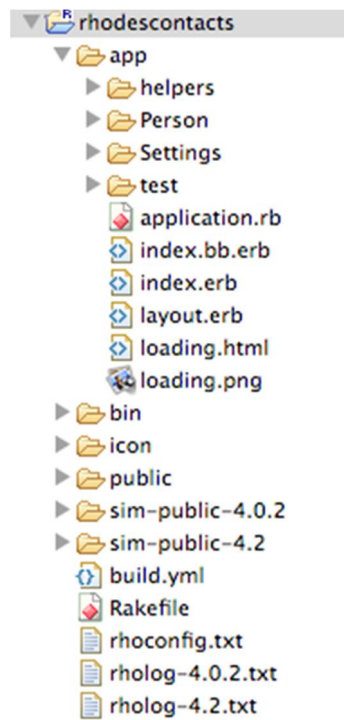 rhodescontacts
app
helpers
Person
Settings
test
application.rb
index.bb.erb
index.erb
layout.erb
loading.html
loading.png
bin
icon
public
sim-public-4.0.2
sim-public-4.2
build.yml
Rakefile
rhoconfig.txt
rholog-4.0.2.txt
rholog-4.2.txt